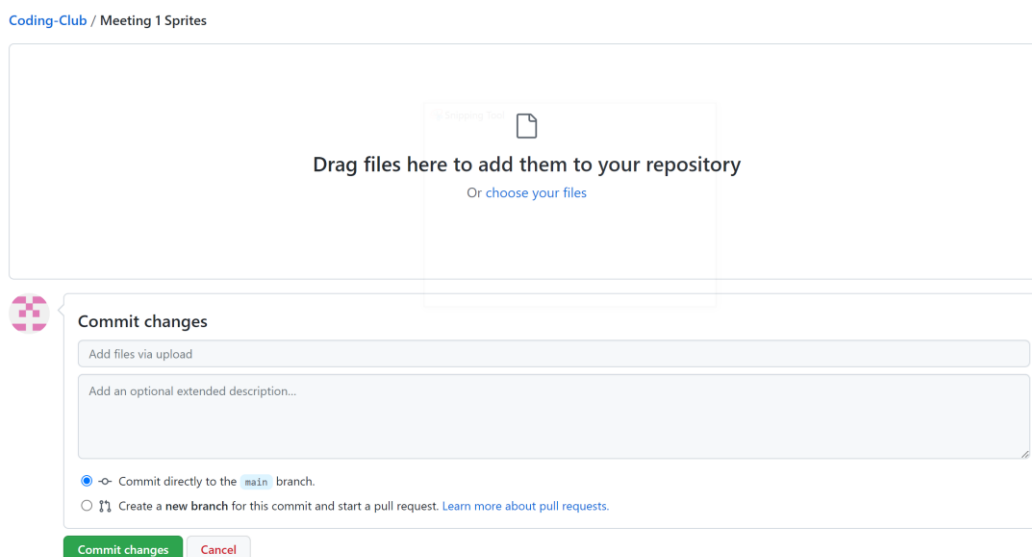 Coding-Club / Meeting 1 Sprites
Snipping Tool
Drag files here to add them to your repository
Or choose your files
Commit changes
Add files via upload
Add an optional extended description...
Commit directly to the main branch.
Create a new branch for this commit and start a pull request. Learn more about pull requests.
Commit changes Cancel